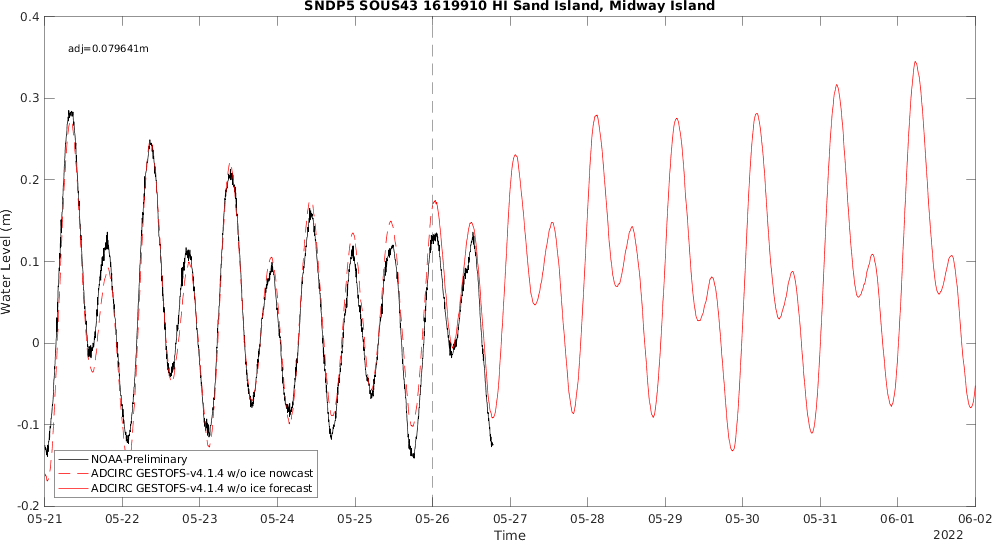 SNDP5 SOUS43 1619910 HI Sand Island, Midway Island
adj=0.079641m
Water Level (m)
0.4
0.3
0.2
0.1
0
-0.1
-0.2
NOAA-Preliminary
ADCIRC GESTOFS-v4.1.4 w/o ice nowcast
ADCIRC GESTOFS-v4.1.4 w/o ice forecast
05-21 05-22 05-23 05-24 05-25 05-26 05-27 05-28 05-29 05-30 05-31 06-01 06-02
Time
2022